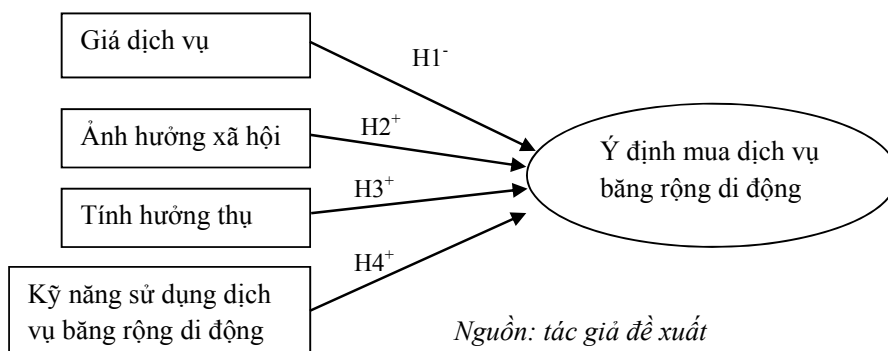 Giá dịch vụ
H1⁻
Ảnh hưởng xã hội
H2⁺
Ý định mua dịch vụ
băng rộng di động
Tính hưởng thụ
H3⁺
H4⁺
Kỹ năng sử dụng dịch
vụ băng rộng di động
Nguồn: tác giả đề xuất